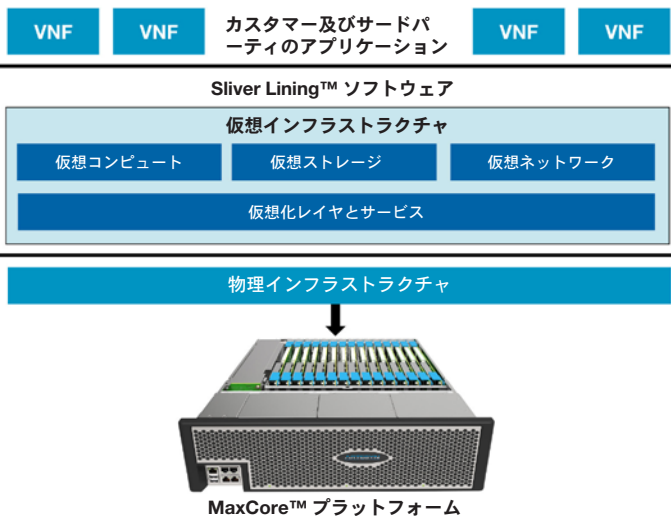 VNF
VNF
カスタマー及びサードパ
ーティのアプリケーション
VNF
VNF
Sliver Lining™ ソフトウェア
仮想インフラストラクチャ
仮想コンピュート
仮想ストレージ
仮想ネットワーク
仮想化レイヤとサービス
物理インフラストラクチャ
MaxCore™ プラットフォーム